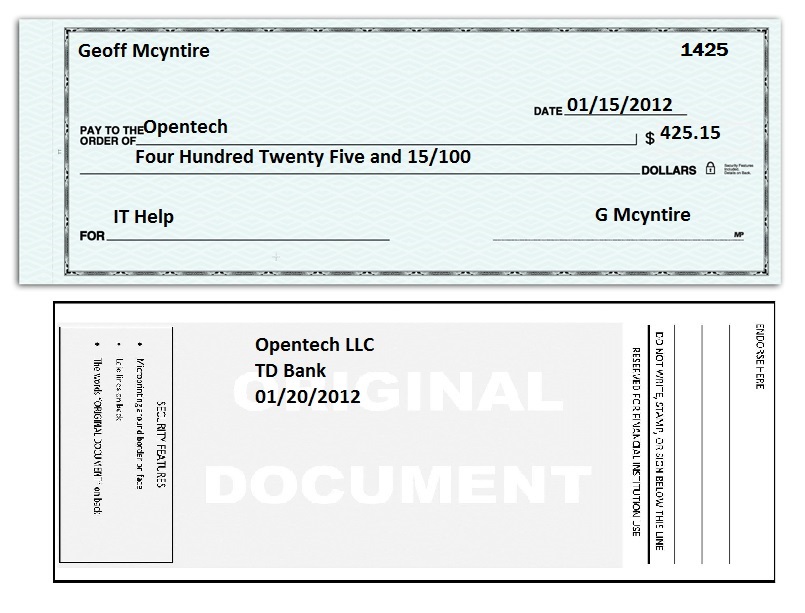 Geoff Mcyntire
1425
DATE 01/15/2012
PAY TO THE
ORDER OF Opentech
$ 425.15
Four Hundred Twenty Five and 15/100
DOLLARS
Security Features
Included.
Details on Back.
IT Help
FOR
G Mcyntire
MP
Opentech LLC
TD Bank
01/20/2012
ORIGINAL
DOCUMENT
SECURITY FEATURES
• Microprinting around border on face
• lines on back
• The words "ORIGINAL DOCUMENT" on back
ENDORSE HERE
DO NOT WRITE, STAMP, OR SIGN BELOW THIS LINE
RESERVED FOR FINANCIAL INSTITUTION USE